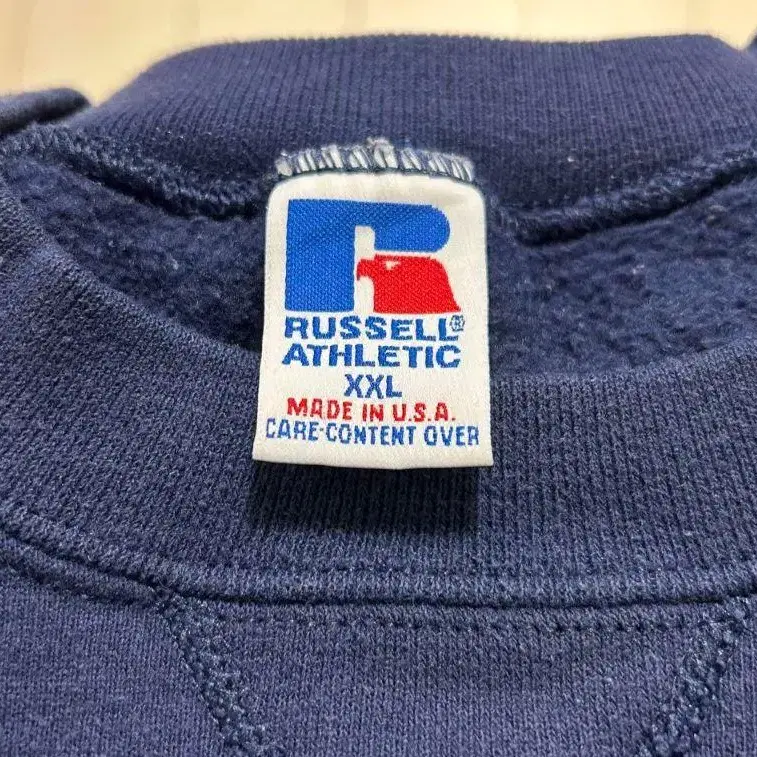 RUSSELL®
ATHLETIC
XXL
MADE IN U.S.A.
CARE-CONTENT OVER